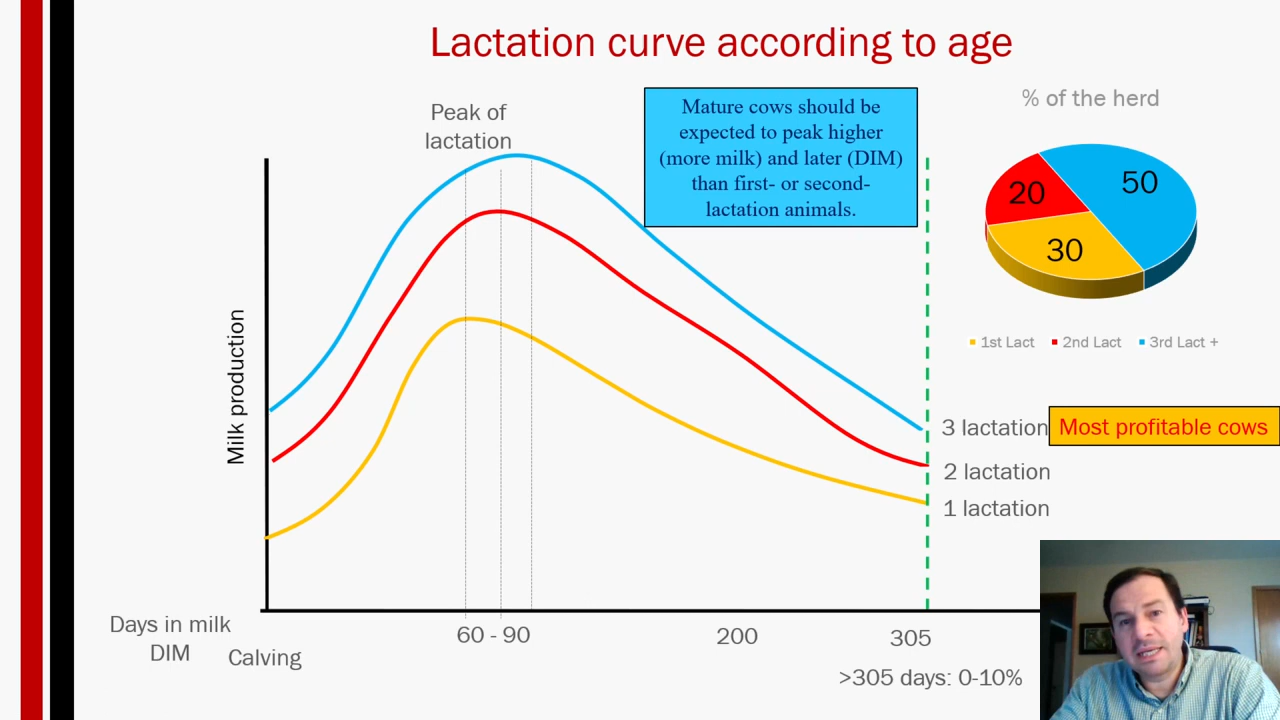 Lactation curve according to age
Peak of
lactation
Mature cows should be
expected to peak higher
(more milk) and later (DIM)
than first- or second-
lactation animals.
% of the herd
50
20
30
1st Lact 2nd Lact 3rd Lact +
Milk production
3 lactation Most profitable cows
2 lactation
1 lactation
Days in milk
DIM
Calving
60 - 90
200
305
>305 days: 0-10%